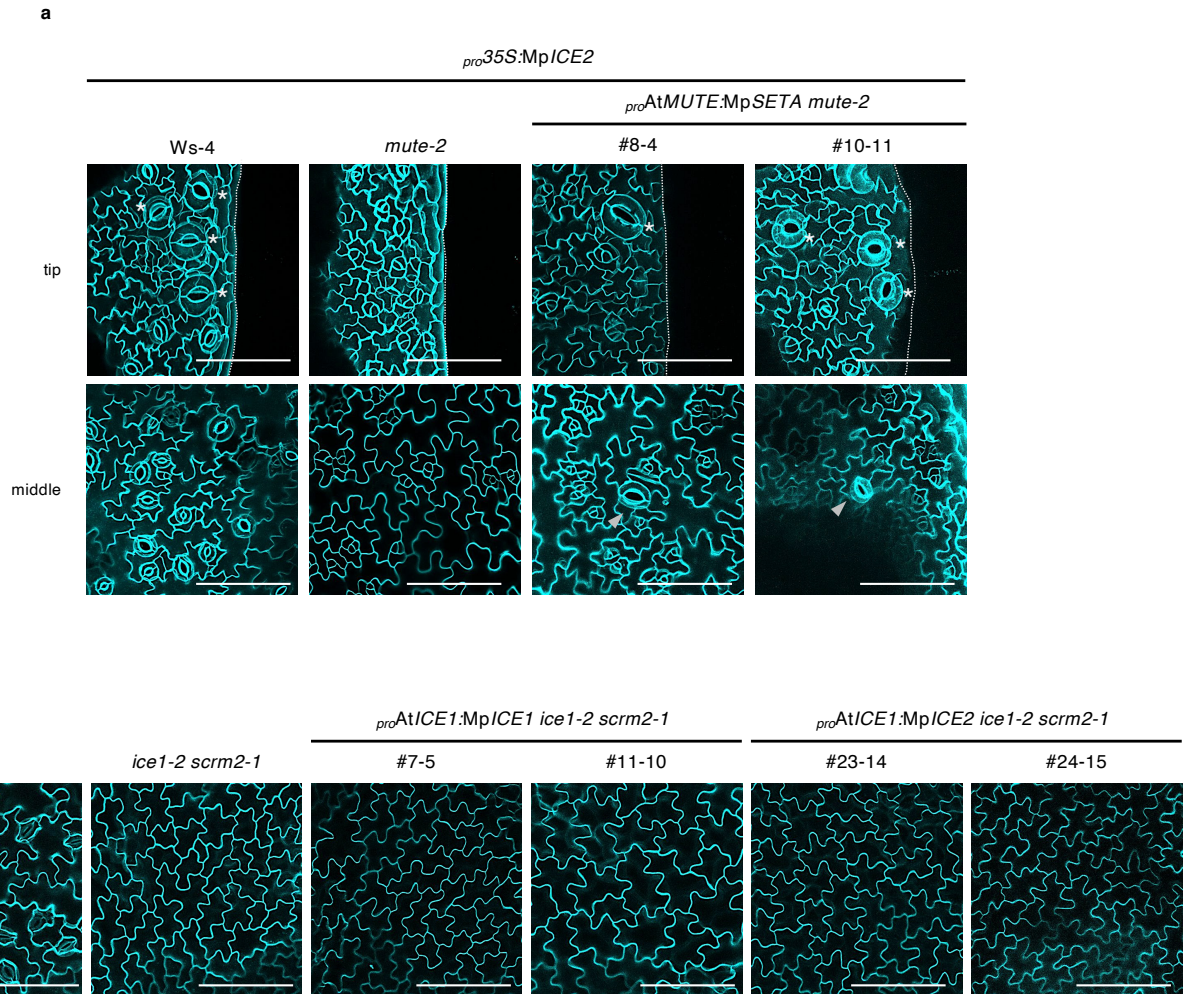 a
pro35S:MpICE2
proAtMUTE:MpSETA mute-2
Ws-4 mute-2 #8-4 #10-11
tip
middle
proAtICE1:MpICE1 ice1-2 scrm2-1 proAtICE1:MpICE2 ice1-2 scrm2-1
ice1-2 scrm2-1 #7-5 #11-10 #23-14 #24-15